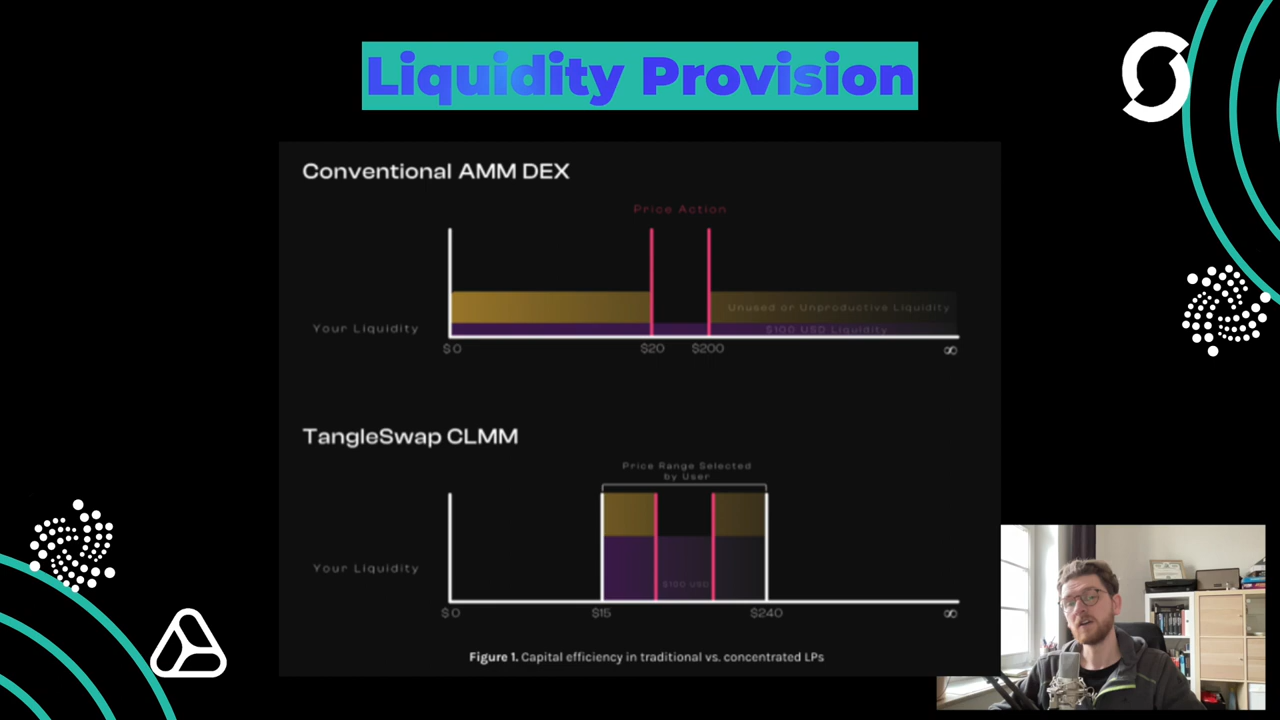 Liquidity Provision
Conventional AMM DEX
Price Action
Unused or Unproductive Liquidity
Your Liquidity
$100 USD Liquidity
$0
$20
$200
∞
TangleSwap CLMM
Price Range Selected
by User
Your Liquidity
$100 USD
$0
$15
$240
∞
Figure 1. Capital efficiency in traditional vs. concentrated LPs